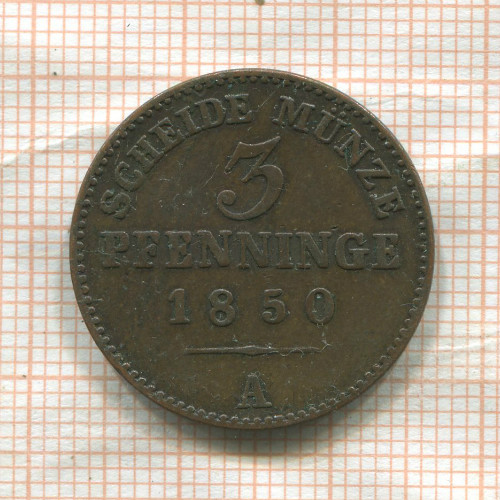 SCHEIDE MÜNZE
3
PFENNINGE
1850
A